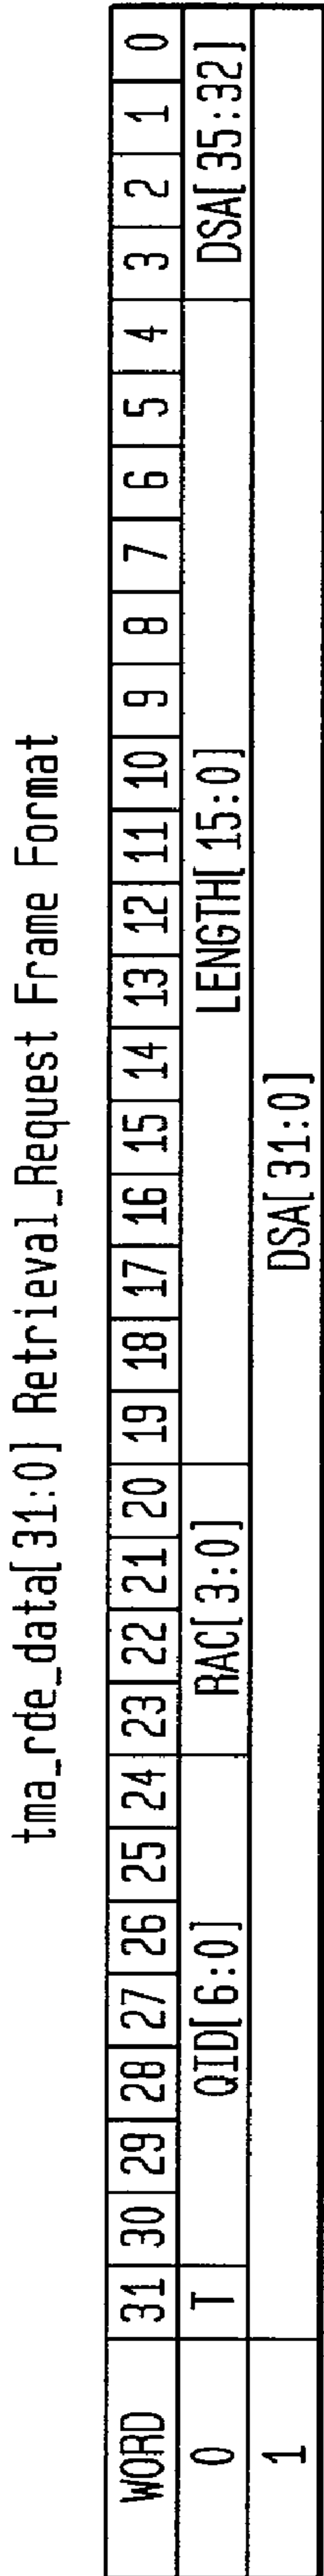 tma_rde_data[31:0] Retrieval_Request Frame Format
WORD 31 30 29 28 27 26 25 24 23 22 21 20 19 18 17 16 15 14 13 12 11 10 9 8 7 6 5 4 3 2 1 0
0 T QID[6:0] RAC[3:0] LENGTH[15:0] DSA[35:32]
1 DSA[31:0]